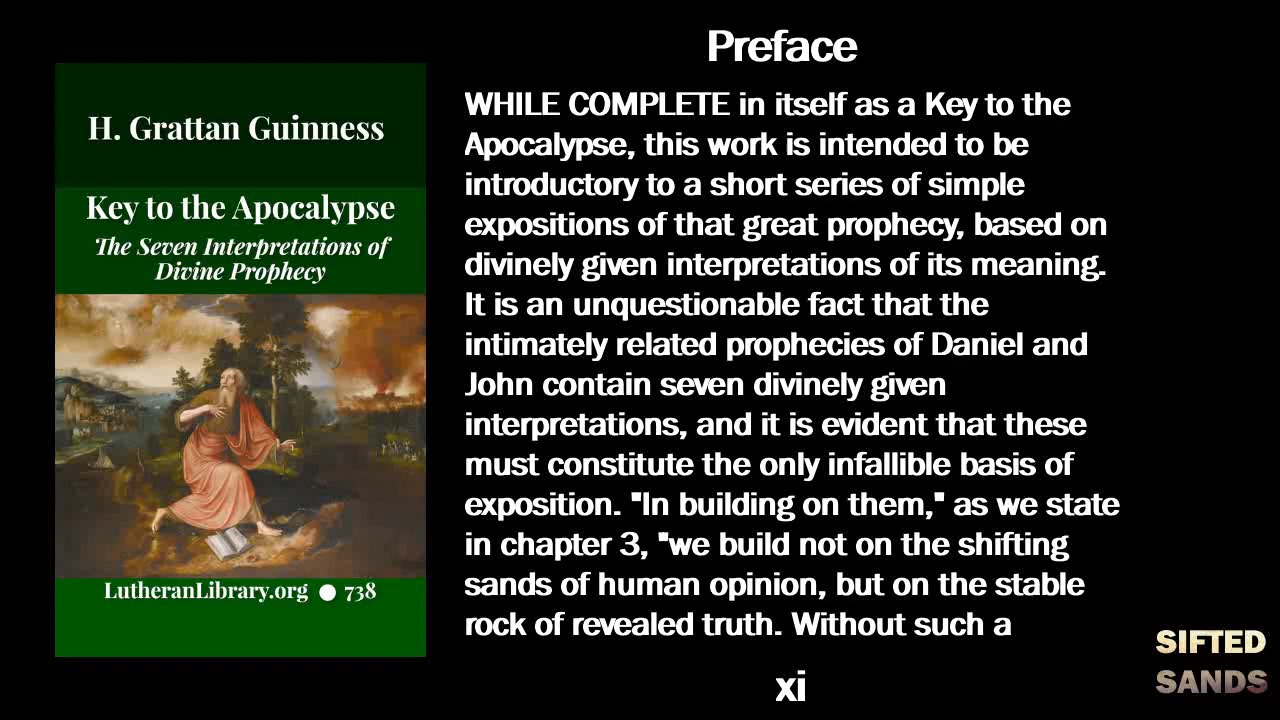 H. Grattan Guinness
Key to the Apocalypse
The Seven Interpretations of
Divine Prophecy
LutheranLibrary.org ● 738
Preface
WHILE COMPLETE in itself as a Key to the
Apocalypse, this work is intended to be
introductory to a short series of simple
expositions of that great prophecy, based on
divinely given interpretations of its meaning.
It is an unquestionable fact that the
intimately related prophecies of Daniel and
John contain seven divinely given
interpretations, and it is evident that these
must constitute the only infallible basis of
exposition. "In building on them," as we state
in chapter 3, "we build not on the shifting
sands of human opinion, but on the stable
rock of revealed truth. Without such a
xi
SIFTED
SANDS